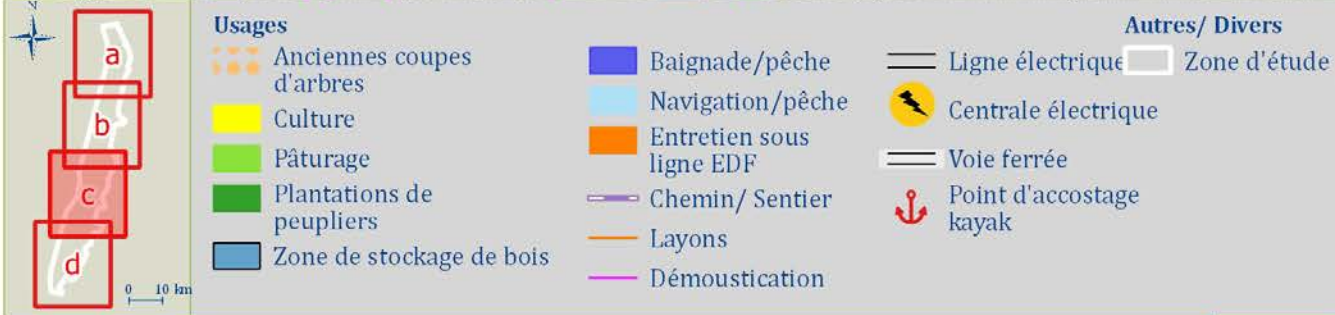 N
a
b
c
d
0 10 km
Usages
Anciennes coupes
d'arbres
Culture
Pâturage
Plantations de
peupliers
Zone de stockage de bois
Baignade/pêche
Navigation/pêche
Entretien sous
ligne EDF
Chemin/ Sentier
Layons
Démoustication
Ligne électrique
Centrale électrique
Voie ferrée
Point d'accostage
kayak
Autres/ Divers
Zone d'étude